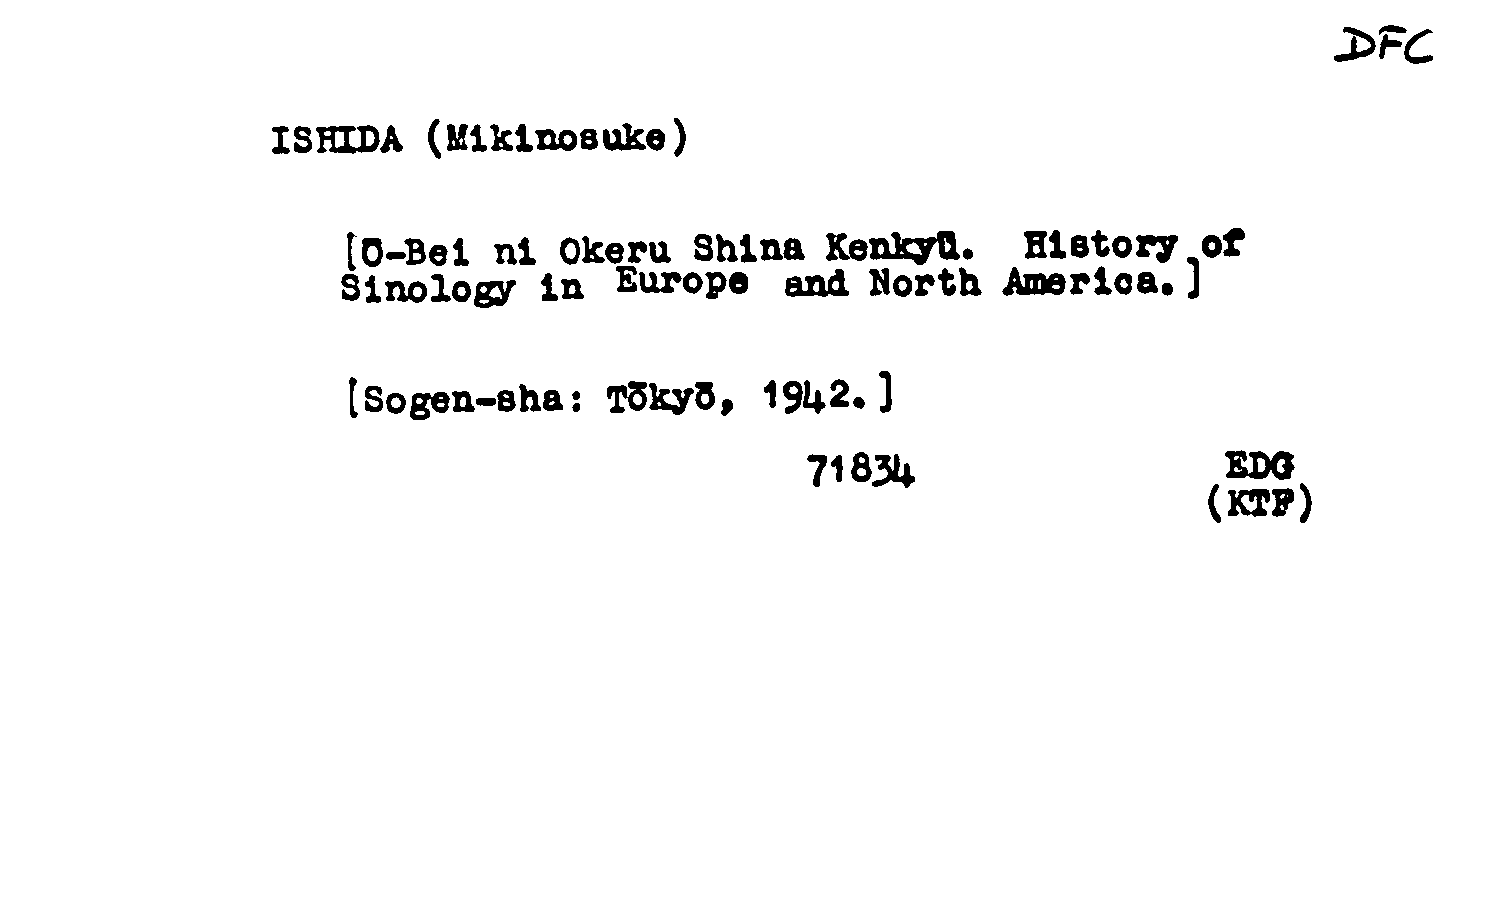 DFC
ISHIDA (Mikinosuke)
[Ō-Bei ni Okeru Shina Kenkyū. History of
Sinology in Europe and North America.]
[Sogen-sha: Tōkyō, 1942.]
71834
EDG
(KTF)